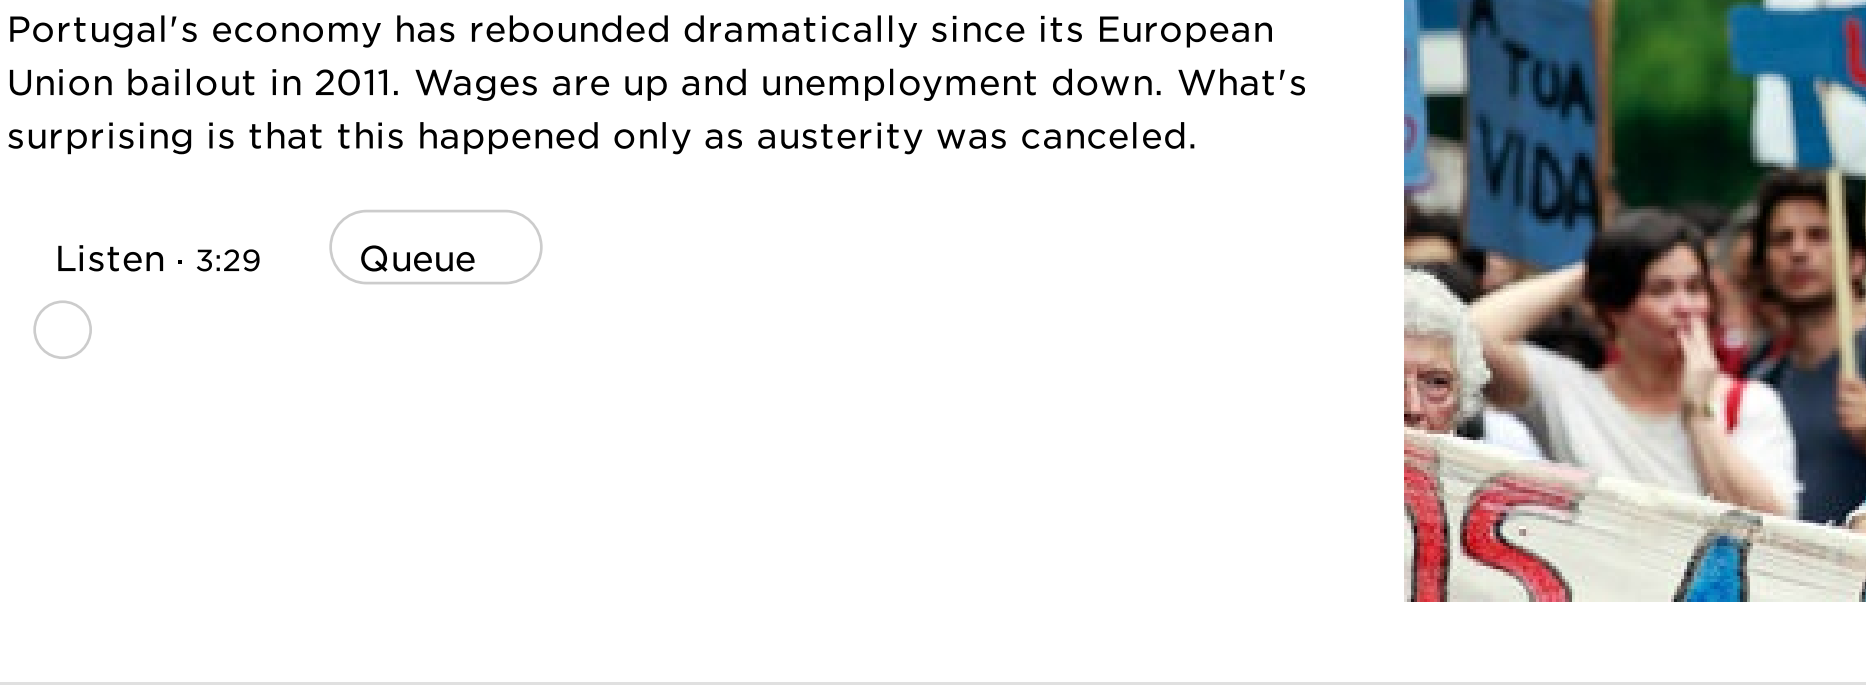 Portugal's economy has rebounded dramatically since its European
Union bailout in 2011. Wages are up and unemployment down. What's
surprising is that this happened only as austerity was canceled.
Listen · 3:29
Queue
A
TUA
VIDA
OS